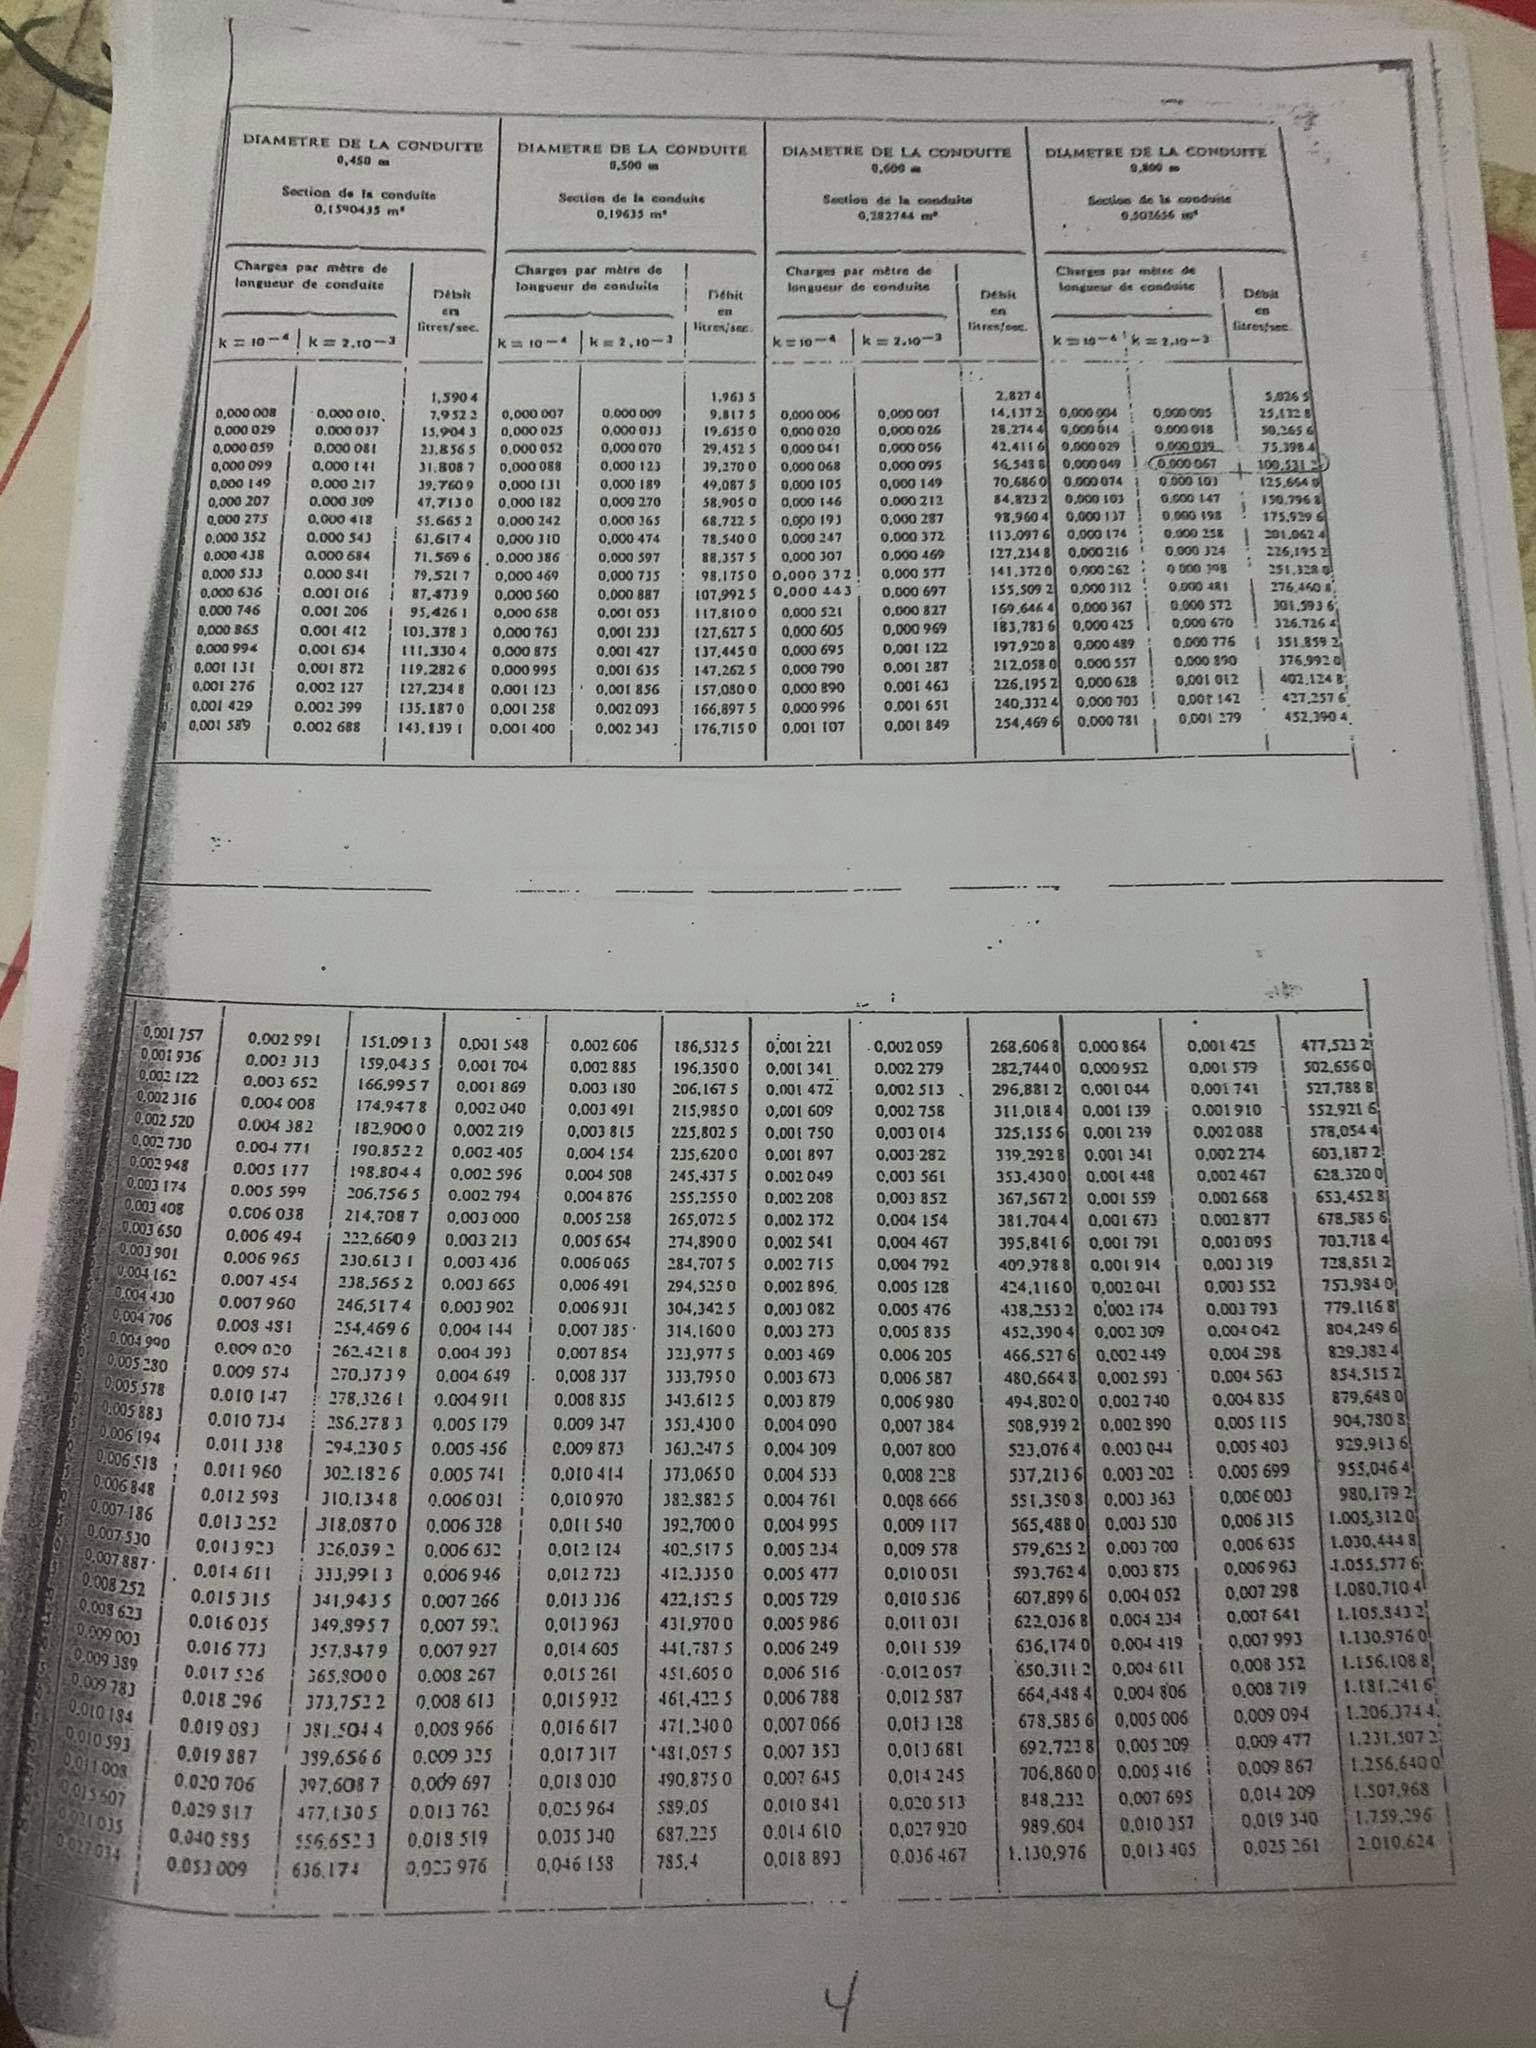 DIAMETRE DE LA CONDUITE DIAMETRE DE LA CONDUITE DIAMETRE DE LA CONDUITE DIAMETRE DE LA CONDUITE
0,450 m 0,500 m 0,600 m 0,800 m
Section de la conduite Section de la conduite Section de la conduite Section de la conduite
0,1590435 m² 0,19635 m² 0,282744 m² 0,502656 m²
Charges par mètre de Charges par mètre de Charges par mètre de Charges par mètre de
longueur de conduite longueur de conduite longueur de conduite longueur de conduite
Débit Débit Débit Débit
en en en en
litres/sec. litres/sec. litres/sec. litres/sec.
k = 10⁻⁴ k = 2.10⁻³ k = 10⁻⁴ k = 2.10⁻³ k = 10⁻⁴ k = 2.10⁻³ k = 10⁻⁴ k = 2.10⁻³
1,590 4 1,963 5 2,827 4 5,026 5
0,000 008 0,000 010 7,952 2 0,000 007 0,000 009 9,817 5 0,000 006 0,000 007 14,137 2 0,000 004 0,000 005 25,132 8
0,000 029 0,000 037 15,904 3 0,000 025 0,000 033 19,635 0 0,000 020 0,000 026 28,274 4 0,000 014 0,000 018 50,265 6
0,000 059 0,000 081 23,856 5 0,000 052 0,000 070 29,452 5 0,000 041 0,000 056 42,411 6 0,000 029 0,000 039 75,398 4
0,000 099 0,000 141 31,808 7 0,000 088 0,000 123 39,270 0 0,000 068 0,000 095 56,548 8 0,000 049 0,000 067 100,531 2
0,000 149 0,000 217 39,760 9 0,000 131 0,000 189 49,087 5 0,000 105 0,000 149 70,686 0 0,000 074 0,000 103 125,664 0
0,000 207 0,000 309 47,713 0 0,000 182 0,000 270 58,905 0 0,000 146 0,000 212 84,823 2 0,000 103 0,000 147 150,796 8
0,000 275 0,000 418 55,665 2 0,000 242 0,000 365 68,722 5 0,000 193 0,000 287 98,960 4 0,000 137 0,000 198 175,929 6
0,000 352 0,000 543 63,617 4 0,000 310 0,000 474 78,540 0 0,000 247 0,000 372 113,097 6 0,000 174 0,000 258 201,062 4
0,000 438 0,000 684 71,569 6 0,000 386 0,000 597 88,357 5 0,000 307 0,000 469 127,234 8 0,000 216 0,000 324 226,195 2
0,000 533 0,000 841 79,521 7 0,000 469 0,000 735 98,175 0 0,000 372 0,000 577 141,372 0 0,000 262 0,000 398 251,328 0
0,000 636 0,001 016 87,473 9 0,000 560 0,000 887 107,992 5 0,000 443 0,000 697 155,509 2 0,000 312 0,000 481 276,460 8
0,000 746 0,001 206 95,426 1 0,000 658 0,001 053 117,810 0 0,000 521 0,000 827 169,646 4 0,000 367 0,000 572 301,593 6
0,000 865 0,001 412 103,378 3 0,000 763 0,001 233 127,627 5 0,000 605 0,000 969 183,783 6 0,000 425 0,000 670 326,726 4
0,000 994 0,001 634 111,330 4 0,000 875 0,001 427 137,445 0 0,000 695 0,001 122 197,920 8 0,000 489 0,000 776 351,859 2
0,001 131 0,001 872 119,282 6 0,000 995 0,001 635 147,262 5 0,000 790 0,001 287 212,058 0 0,000 557 0,000 890 376,992 0
0,001 276 0,002 127 127,234 8 0,001 123 0,001 856 157,080 0 0,000 890 0,001 463 226,195 2 0,000 628 0,001 012 402,124 8
0,001 429 0,002 399 135,187 0 0,001 258 0,002 093 166,897 5 0,000 996 0,001 651 240,332 4 0,000 703 0,001 142 427,257 6
0,001 589 0,002 688 143,139 1 0,001 400 0,002 343 176,715 0 0,001 107 0,001 849 254,469 6 0,000 781 0,001 279 452,390 4
0,001 757 0,002 991 151,091 3 0,001 548 0,002 606 186,532 5 0,001 221 0,002 059 268,606 8 0,000 864 0,001 425 477,523 2
0,001 936 0,003 313 159,043 5 0,001 704 0,002 885 196,350 0 0,001 341 0,002 279 282,744 0 0,000 952 0,001 579 502,656 0
0,002 122 0,003 652 166,995 7 0,001 869 0,003 180 206,167 5 0,001 472 0,002 513 296,881 2 0,001 044 0,001 741 527,788 8
0,002 316 0,004 008 174,947 8 0,002 040 0,003 491 215,985 0 0,001 609 0,002 758 311,018 4 0,001 139 0,001 910 552,921 6
0,002 520 0,004 382 182,900 0 0,002 219 0,003 815 225,802 5 0,001 750 0,003 014 325,155 6 0,001 239 0,002 088 578,054 4
0,002 730 0,004 771 190,852 2 0,002 405 0,004 154 235,620 0 0,001 897 0,003 282 339,292 8 0,001 341 0,002 274 603,187 2
0,002 948 0,005 177 198,804 4 0,002 596 0,004 508 245,437 5 0,002 049 0,003 561 353,430 0 0,001 448 0,002 467 628,320 0
0,003 174 0,005 599 206,756 5 0,002 794 0,004 876 255,255 0 0,002 208 0,003 852 367,567 2 0,001 559 0,002 668 653,452 8
0,003 408 0,006 038 214,708 7 0,003 000 0,005 258 265,072 5 0,002 372 0,004 154 381,704 4 0,001 673 0,002 877 678,585 6
0,003 650 0,006 494 222,660 9 0,003 213 0,005 654 274,890 0 0,002 541 0,004 467 395,841 6 0,001 791 0,003 095 703,718 4
0,003 901 0,006 965 230,613 1 0,003 436 0,006 065 284,707 5 0,002 715 0,004 792 409,978 8 0,001 914 0,003 319 728,851 2
0,004 162 0,007 454 238,565 2 0,003 665 0,006 491 294,525 0 0,002 896 0,005 128 424,116 0 0,002 041 0,003 552 753,984 0
0,004 430 0,007 960 246,517 4 0,003 902 0,006 931 304,342 5 0,003 082 0,005 476 438,253 2 0,002 174 0,003 793 779,116 8
0,004 706 0,008 481 254,469 6 0,004 144 0,007 385 314,160 0 0,003 273 0,005 835 452,390 4 0,002 309 0,004 042 804,249 6
0,004 990 0,009 020 262,421 8 0,004 393 0,007 854 323,977 5 0,003 469 0,006 205 466,527 6 0,002 449 0,004 298 829,382 4
0,005 280 0,009 574 270,373 9 0,004 649 0,008 337 333,795 0 0,003 673 0,006 587 480,664 8 0,002 593 0,004 563 854,515 2
0,005 578 0,010 147 278,326 1 0,004 911 0,008 835 343,612 5 0,003 879 0,006 980 494,802 0 0,002 740 0,004 835 879,648 0
0,005 883 0,010 734 286,278 3 0,005 179 0,009 347 353,430 0 0,004 090 0,007 384 508,939 2 0,002 890 0,005 115 904,780 8
0,006 194 0,011 338 294,230 5 0,005 456 0,009 873 363,247 5 0,004 309 0,007 800 523,076 4 0,003 044 0,005 403 929,913 6
0,006 518 0,011 960 302,182 6 0,005 741 0,010 414 373,065 0 0,004 533 0,008 228 537,213 6 0,003 202 0,005 699 955,046 4
0,006 848 0,012 598 310,134 8 0,006 031 0,010 970 382,882 5 0,004 761 0,008 666 551,350 8 0,003 363 0,006 003 980,179 2
0,007 186 0,013 252 318,087 0 0,006 328 0,011 540 392,700 0 0,004 995 0,009 117 565,488 0 0,003 530 0,006 315 1.005,312 0
0,007 530 0,013 923 326,039 2 0,006 632 0,012 124 402,517 5 0,005 234 0,009 578 579,625 2 0,003 700 0,006 635 1.030,444 8
0,007 887 0,014 611 333,991 3 0,006 946 0,012 723 412,335 0 0,005 477 0,010 051 593,762 4 0,003 875 0,006 963 1.055,577 6
0,008 252 0,015 315 341,943 5 0,007 266 0,013 336 422,152 5 0,005 729 0,010 536 607,899 6 0,004 052 0,007 298 1.080,710 4
0,008 623 0,016 035 349,895 7 0,013 963 431,970 0 0,005 986 0,011 031 622,036 8 0,004 234 0,007 641 1.105,843 2
0,009 003 0,016 773 357,847 9 0,007 927 0,014 605 441,787 5 0,006 249 0,011 539 636,174 0 0,004 419 0,007 993 1.130,976 0
0,009 389 0,017 526 365,800 0 0,008 267 0,015 261 451,605 0 0,006 516 0,012 057 650,311 2 0,004 611 0,008 352 1.156,108 8
0,009 783 0,018 296 373,752 2 0,008 613 0,015 932 461,422 5 0,006 788 0,012 587 664,448 4 0,004 806 0,008 719 1.181,241 6
0,010 184 0,019 083 381,504 4 0,008 966 0,016 617 471,240 0 0,007 066 0,013 128 678,585 6 0,005 006 0,009 094 1.206,374 4
0,010 593 0,019 887 389,656 6 0,009 325 0,017 317 481,057 5 0,007 353 0,013 681 692,722 8 0,005 209 0,009 477 1.231,507 2
0,011 008 0,020 706 397,608 7 0,009 697 0,018 030 490,875 0 0,007 645 0,014 245 706,860 0 0,005 416 0,009 867 1.256,640 0
0,015 607 0,029 817 477,130 5 0,013 762 0,025 964 589,05 0,010 841 0,020 513 848,232 0,007 695 0,014 209 1.507,968
0,021 035 0,040 585 556,652 3 0,018 519 0,035 340 687,225 0,014 610 0,027 920 989,604 0,010 357 0,019 340 1.759,296
0,027 034 0,053 009 636,174 0,023 976 0,046 158 785,4 0,018 893 0,036 467 1.130,976 0,013 405 0,025 261 2.010,624
4